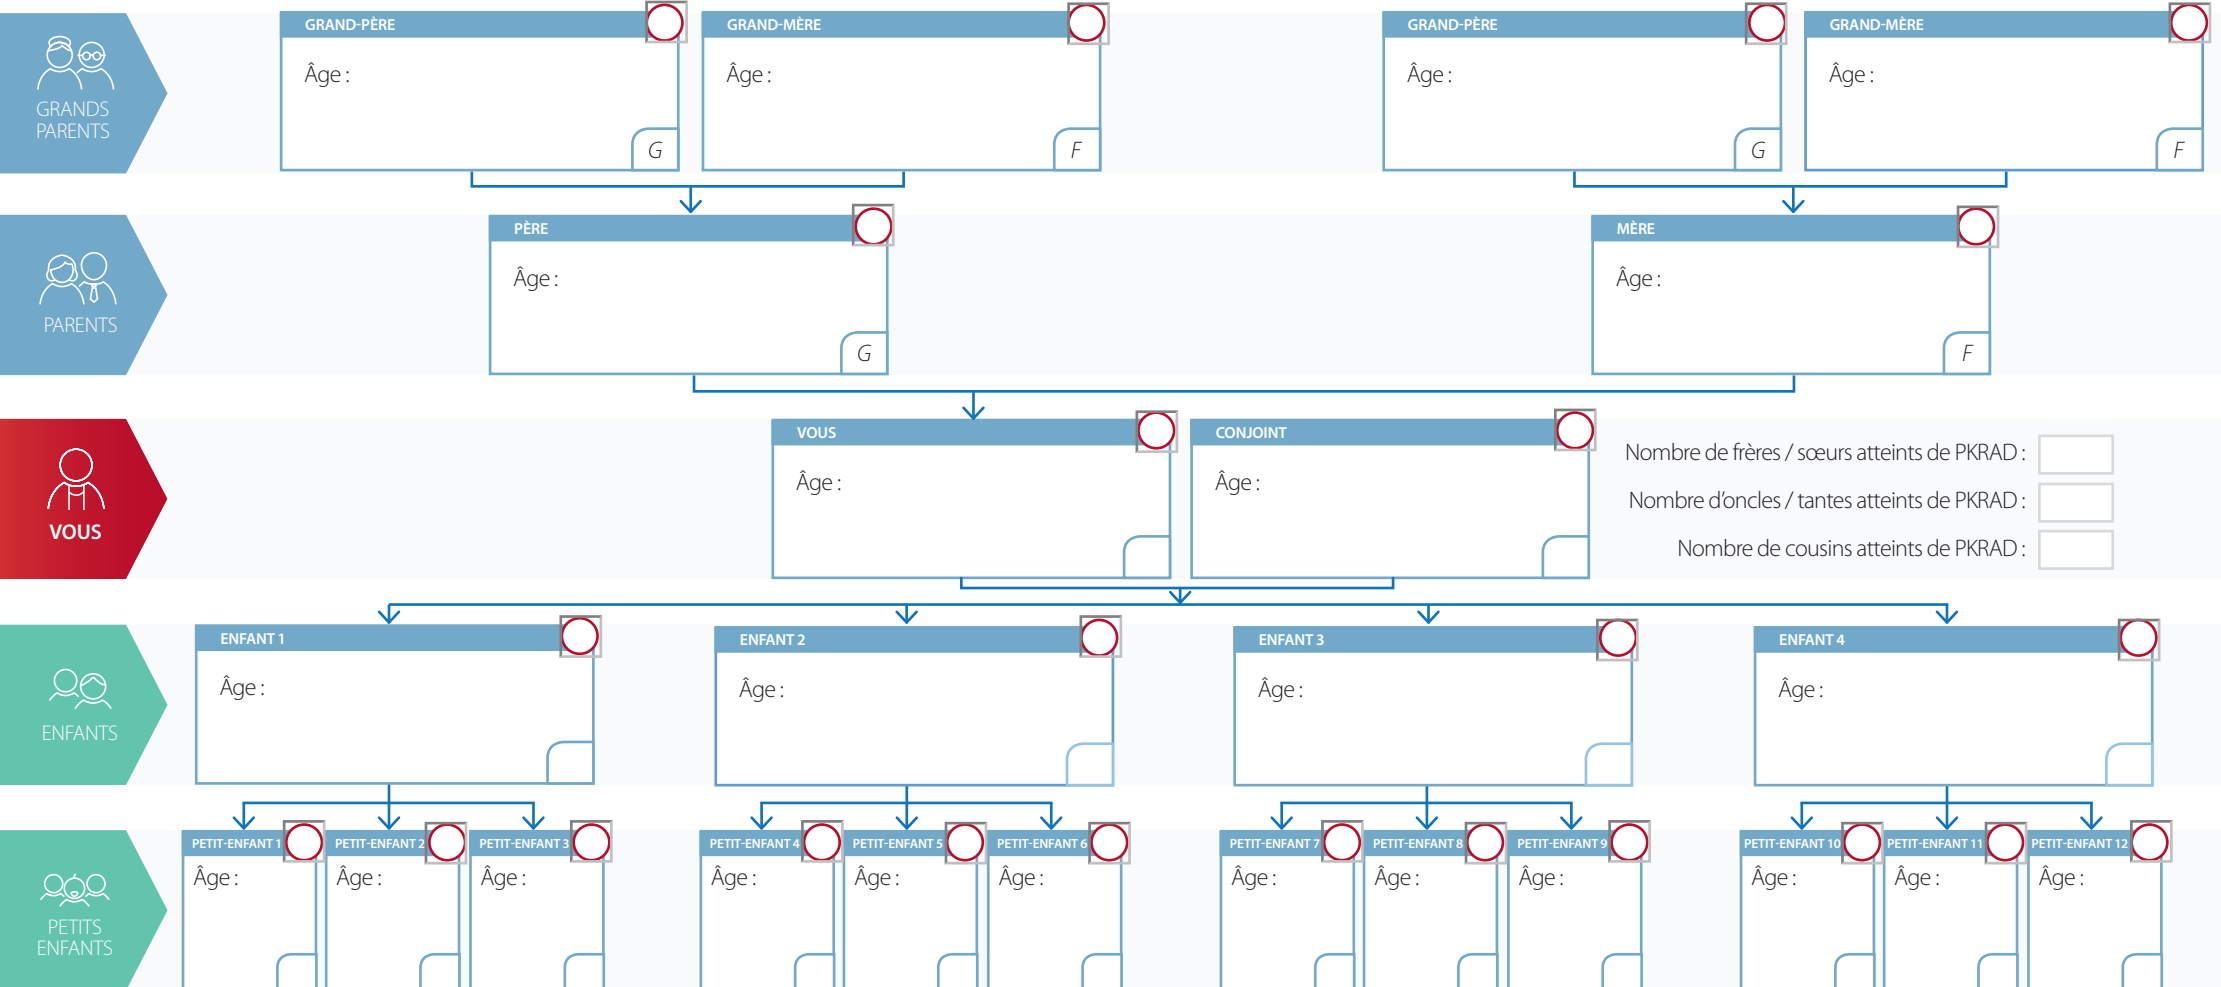 GRANDS
PARENTS
GRAND-PÈRE
Âge :
G
GRAND-MÈRE
Âge :
F
GRAND-PÈRE
Âge :
G
GRAND-MÈRE
Âge :
F
PARENTS
PÈRE
Âge :
G
MÈRE
Âge :
F
VOUS
VOUS
Âge :
CONJOINT
Âge :
Nombre de frères / sœurs atteints de PKRAD :
Nombre d'oncles / tantes atteints de PKRAD :
Nombre de cousins atteints de PKRAD :
ENFANTS
ENFANT 1
Âge :
ENFANT 2
Âge :
ENFANT 3
Âge :
ENFANT 4
Âge :
PETITS
ENFANTS
PETIT-ENFANT 1
Âge :
PETIT-ENFANT 2
Âge :
PETIT-ENFANT 3
Âge :
PETIT-ENFANT 4
Âge :
PETIT-ENFANT 5
Âge :
PETIT-ENFANT 6
Âge :
PETIT-ENFANT 7
Âge :
PETIT-ENFANT 8
Âge :
PETIT-ENFANT 9
Âge :
PETIT-ENFANT 10
Âge :
PETIT-ENFANT 11
Âge :
PETIT-ENFANT 12
Âge :